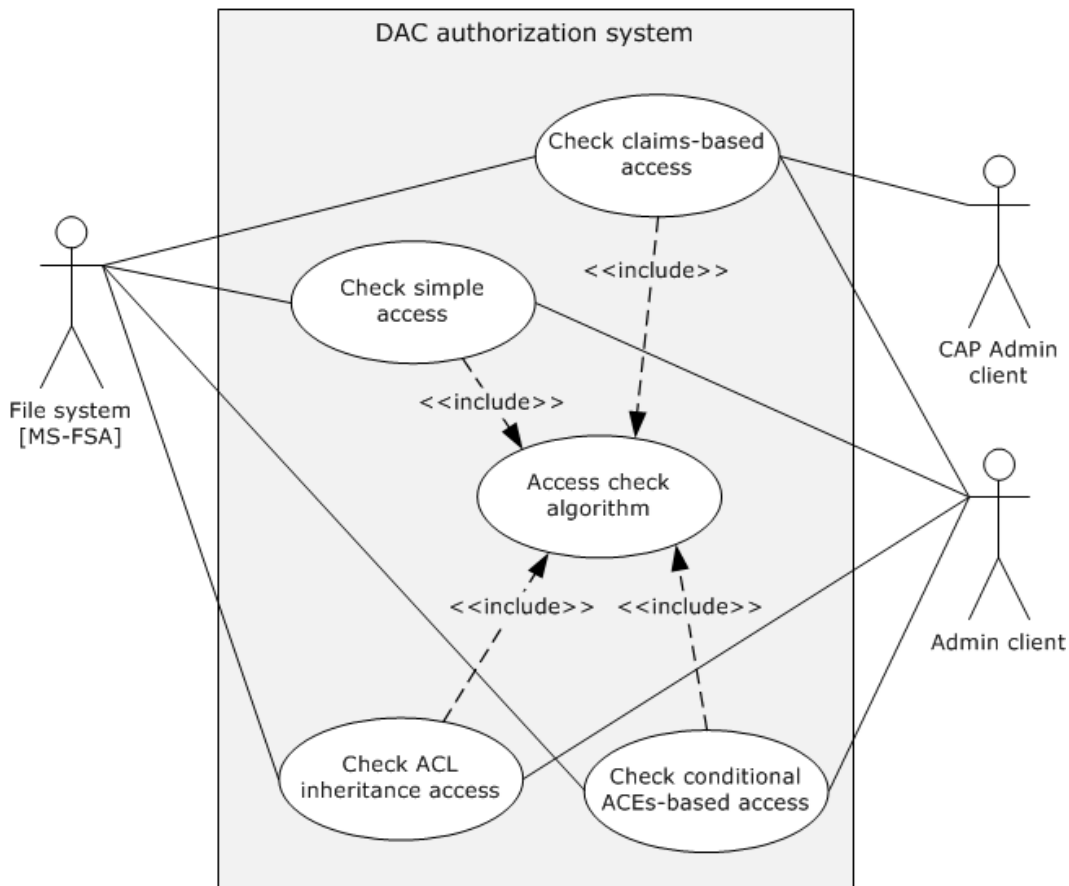 DAC authorization system
Check claims-based
access
<<include>>
Check simple
access
<<include>>
CAP Admin
client
File system
[MS-FSA]
Access check
algorithm
<<include>>
<<include>>
Admin client
Check ACL
inheritance access
Check conditional
ACEs-based access